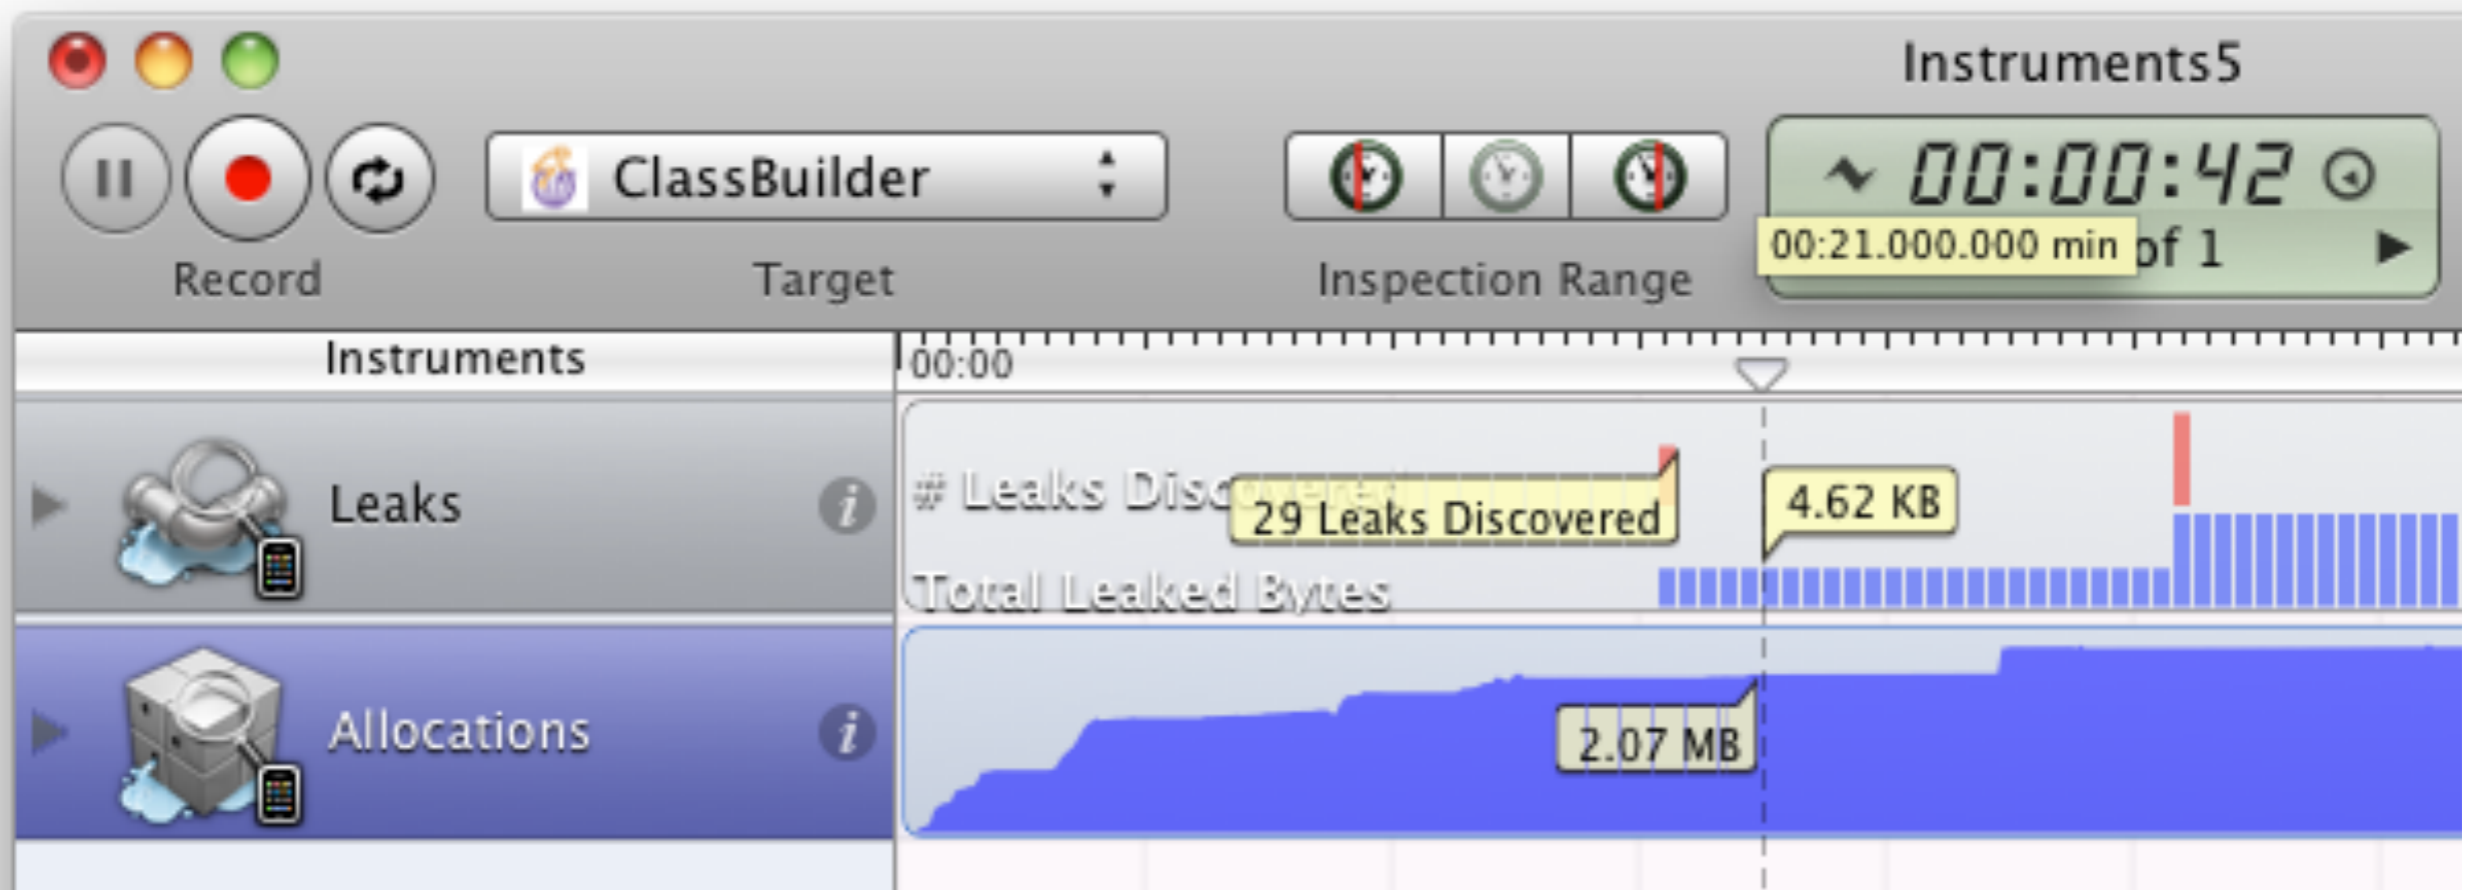 Instruments5
ClassBuilder
00:00:42
00:21.000.000 min
of 1
Record
Target
Inspection Range
Instruments
00:00
Leaks
# Leaks Discovered
29 Leaks Discovered
4.62 KB
Total Leaked Bytes
Allocations
2.07 MB